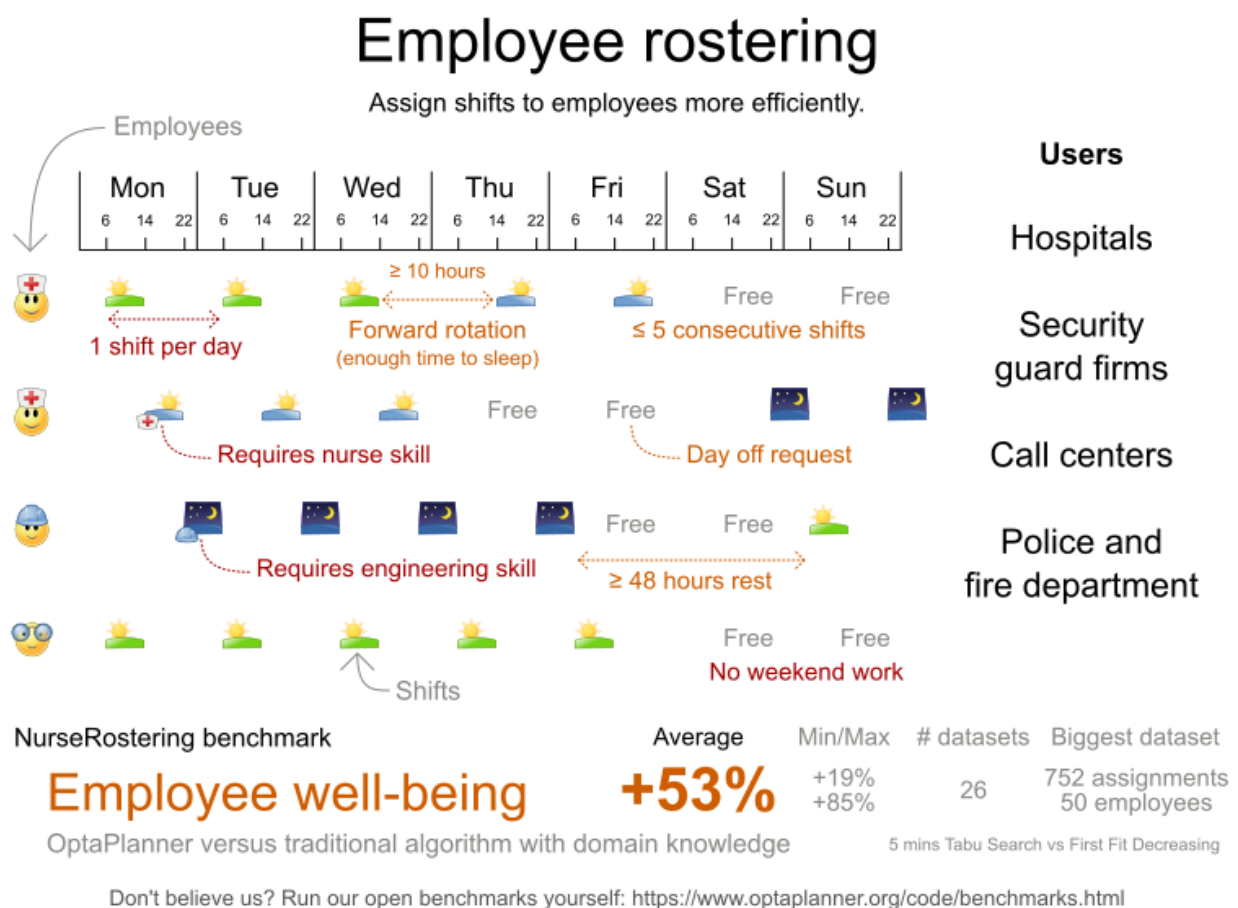 Employee rostering
Assign shifts to employees more efficiently.
Employees
Users
Mon Tue Wed Thu Fri Sat Sun
6 14 22 6 14 22 6 14 22 6 14 22 6 14 22 6 14 22 6 14 22
Hospitals
≥ 10 hours
Free Free
1 shift per day
Forward rotation
(enough time to sleep)
≤ 5 consecutive shifts
Security
guard firms
Free Free
Requires nurse skill
Day off request
Call centers
Free Free
Requires engineering skill
≥ 48 hours rest
Police and
fire department
Free Free
No weekend work
Shifts
NurseRostering benchmark
Average Min/Max # datasets Biggest dataset
Employee well-being
+53%
+19%
+85%
26
752 assignments
50 employees
OptaPlanner versus traditional algorithm with domain knowledge
5 mins Tabu Search vs First Fit Decreasing
Don't believe us? Run our open benchmarks yourself: https://www.optaplanner.org/code/benchmarks.html